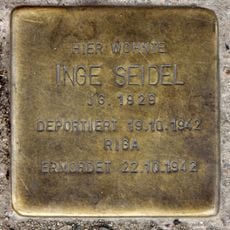 HIER WOHNTE
INGE SEIDEL
JG. 1929
DEPORTIERT 19.10.1942
RIGA
ERMORDET 22.10.1942